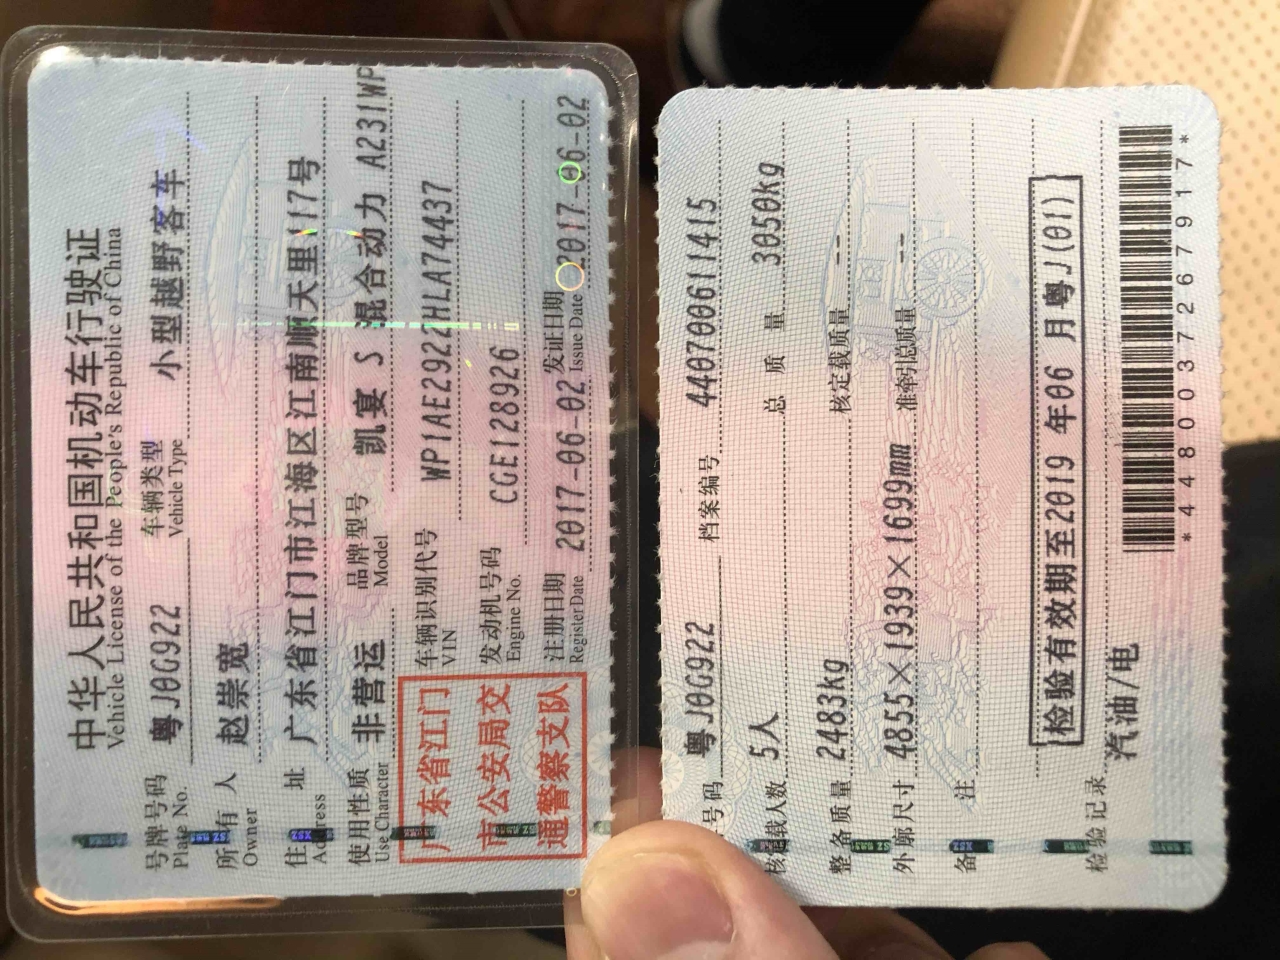 中华人民共和国机动车行驶证
Vehicle License of the People's Republic of China
号牌号码 粤J0G922 车辆类型 小型越野客车
Plate No. Vehicle Type
所有人 赵崇宽
Owner
住址 广东省江门市江海区江南顺天里117号
Address
使用性质 非营运 品牌型号 凯宴 S 混合动力 A231WP
Use Character Model
广东省江门
市公安局交
通警察支队
车辆识别代号 WP1AE2922HLA74437
VIN
发动机号码 CGE128926
Engine No.
注册日期 2017-06-02 发证日期 2017-06-02
Register Date Issue Date
号码 粤J0G922 档案编号 440700611415
核定载人数 5人 总质量 3050kg
整备质量 2483kg 核定载质量 --
外廓尺寸 4855×1939×1699mm 准牵引总质量 --
备注
检验有效期至2019年06月粤J(01)
检验记录
汽油/电
*4480037267917*